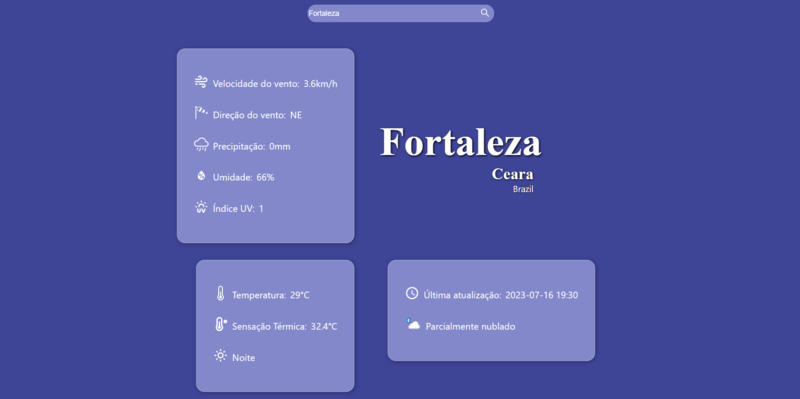 Fortaleza
Velocidade do vento: 3.6km/h
Direção do vento: NE
Precipitação: 0mm
Umidade: 66%
Índice UV: 1
Fortaleza
Ceara
Brazil
Temperatura: 29°C
Sensação Térmica: 32.4°C
Noite
Última atualização: 2023-07-16 19:30
Parcialmente nublado